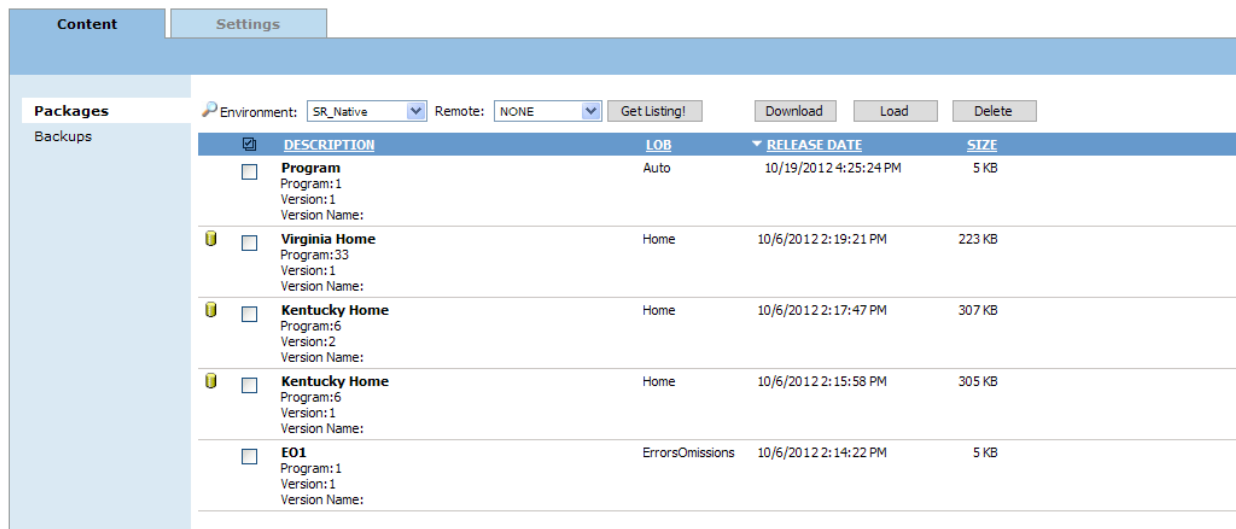 Content Settings
Packages
Backups
Environment: SR_Native Remote: NONE Get Listing! Download Load Delete
DESCRIPTION LOB RELEASE DATE SIZE
Program Auto 10/19/2012 4:25:24 PM 5 KB
Program:1
Version:1
Version Name:
Virginia Home Home 10/6/2012 2:19:21 PM 223 KB
Program:33
Version:1
Version Name:
Kentucky Home Home 10/6/2012 2:17:47 PM 307 KB
Program:6
Version:2
Version Name:
Kentucky Home Home 10/6/2012 2:15:58 PM 305 KB
Program:6
Version:1
Version Name:
EO1 ErrorsOmissions 10/6/2012 2:14:22 PM 5 KB
Program:1
Version:1
Version Name: